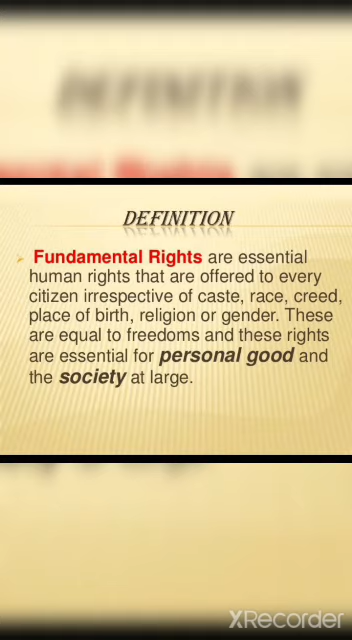 DEFINITION
Fundamental Rights are essential
human rights that are offered to every
citizen irrespective of caste, race, creed,
place of birth, religion or gender. These
are equal to freedoms and these rights
are essential for personal good and
the society at large.
XRecorder